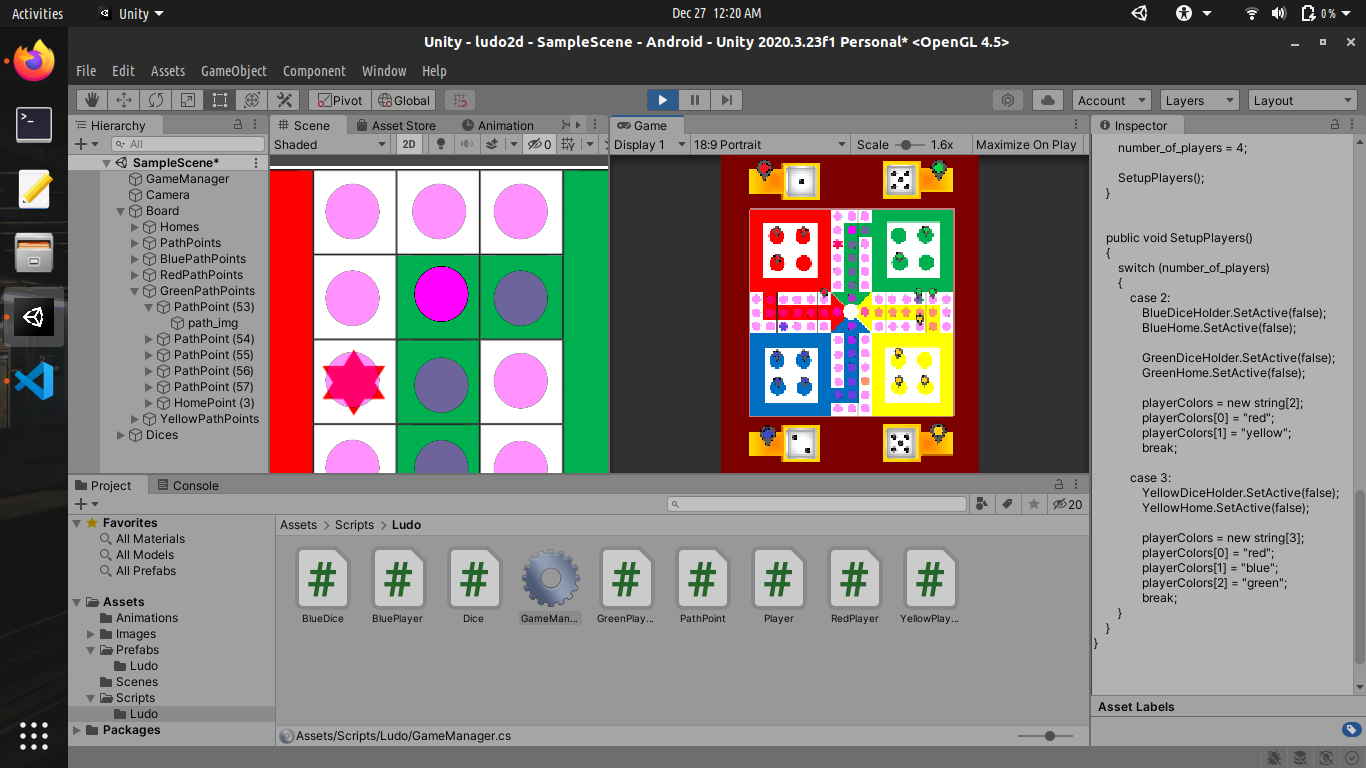 Activities
Unity
Dec 27 12:20 AM
0 %
Unity - ludo2d - SampleScene - Android - Unity 2020.3.23f1 Personal* <OpenGL 4.5>
File Edit Assets GameObject Component Window Help
Pivot Global
Account Layers Layout
Hierarchy
All
SampleScene*
GameManager
Camera
Board
Homes
PathPoints
BluePathPoints
RedPathPoints
GreenPathPoints
PathPoint (53)
path_img
PathPoint (54)
PathPoint (55)
PathPoint (56)
PathPoint (57)
HomePoint (3)
YellowPathPoints
Dices
Scene Asset Store Animation
Shaded 2D 0
Game
Display 1 18:9 Portrait Scale 1.6x Maximize On Play
Inspector
number_of_players = 4;
SetupPlayers();
}
public void SetupPlayers()
{
switch (number_of_players)
{
case 2:
BlueDiceHolder.SetActive(false);
BlueHome.SetActive(false);
GreenDiceHolder.SetActive(false);
GreenHome.SetActive(false);
playerColors = new string[2];
playerColors[0] = "red";
playerColors[1] = "yellow";
break;
case 3:
YellowDiceHolder.SetActive(false);
YellowHome.SetActive(false);
playerColors = new string[3];
playerColors[0] = "red";
playerColors[1] = "blue";
playerColors[2] = "green";
break;
}
}
}
Asset Labels
Project Console
20
Favorites
All Materials
All Models
All Prefabs
Assets
Animations
Images
Prefabs
Ludo
Scenes
Scripts
Ludo
Packages
Assets > Scripts > Ludo
BlueDice
BluePlayer
Dice
GameMan...
GreenPlay...
PathPoint
Player
RedPlayer
YellowPlay...
Assets/Scripts/Ludo/GameManager.cs